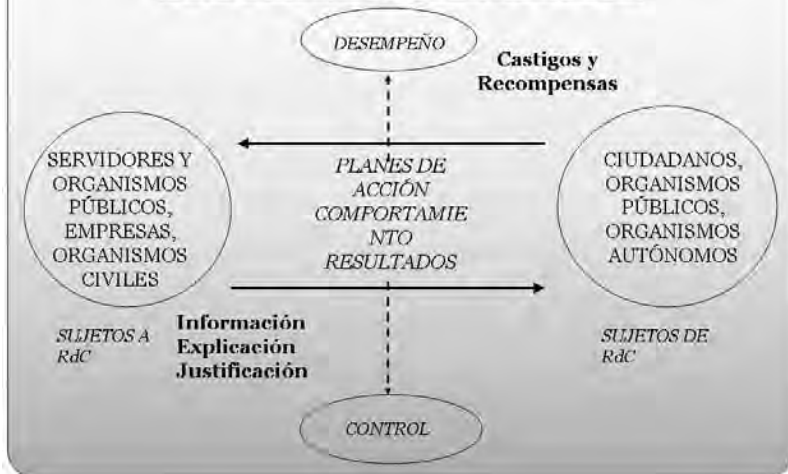 DESEMPEÑO
Castigos y
Recompensas
SERVIDORES Y
ORGANISMOS
PÚBLICOS,
EMPRESAS,
ORGANISMOS
CIVILES
PLANES DE
ACCIÓN
COMPORTAMIE
NTO
RESULTADOS
CIUDADANOS,
ORGANISMOS
PÚBLICOS,
ORGANISMOS
AUTÓNOMOS
SUJETOS A
RdC
Información
Explicación
Justificación
SUJETOS DE
RdC
CONTROL